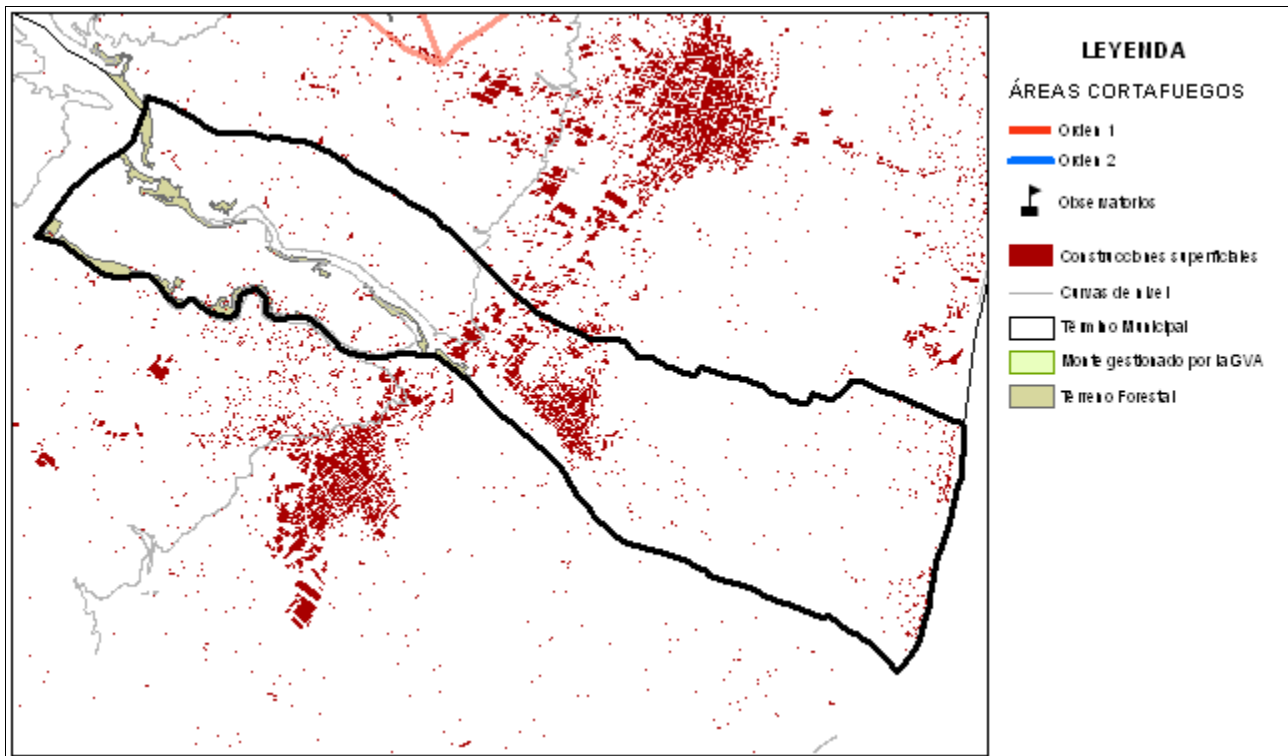 LEYENDA
ÁREAS CORTAFUEGOS
Orden 1
Orden 2
Observatorios
Construcciones superficiales
Curvas de nivel
Término Municipal
Monte gestionado por la GVA
Terreno Forestal